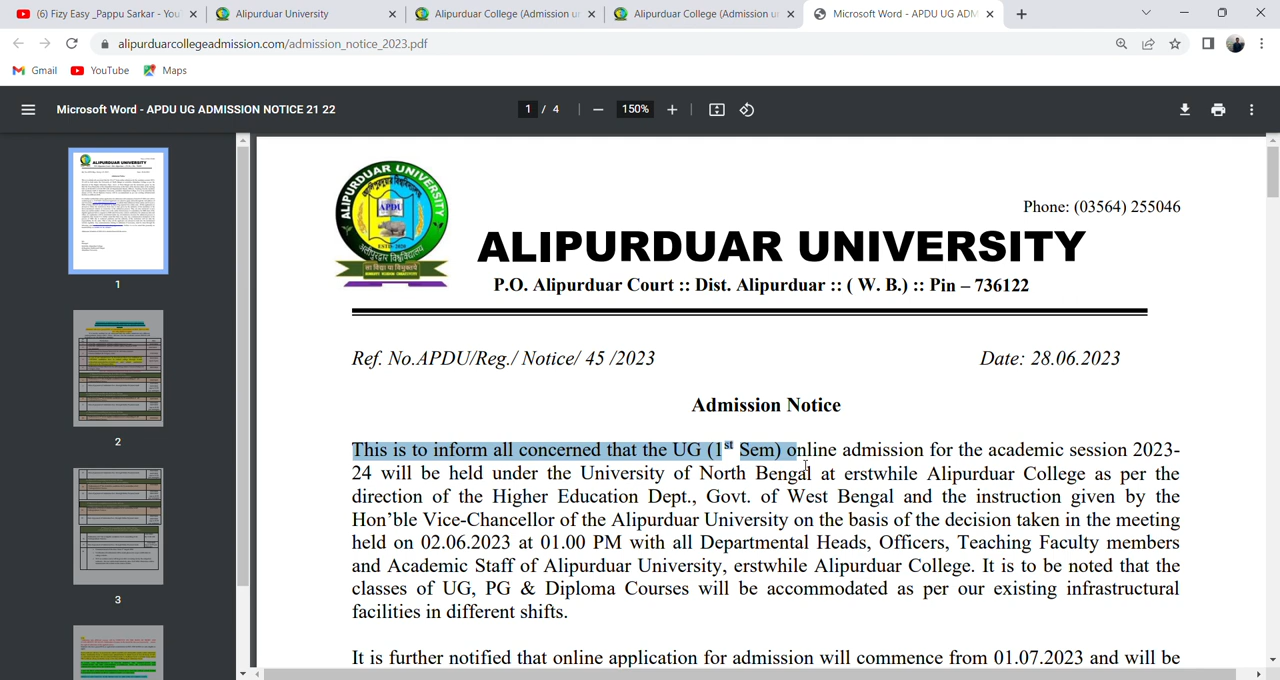 (6) Fizy Easy _Pappu Sarkar - You
Alipurduar University
Alipurduar College (Admission un
Alipurduar College (Admission un
Microsoft Word - APDU UG ADM
alipurduarcollegeadmission.com/admission_notice_2023.pdf
Gmail
YouTube
Maps
Microsoft Word - APDU UG ADMISSION NOTICE 21 22
1 / 4
150%
1
2
3
ALIPURDUAR UNIVERSITY
APDU
ESTD-2020
Phone: (03564) 255046
ALIPURDUAR UNIVERSITY
P.O. Alipurduar Court :: Dist. Alipurduar :: ( W. B.) :: Pin – 736122
Ref. No.APDU/Reg./ Notice/ 45 /2023
Date: 28.06.2023
Admission Notice
This is to inform all concerned that the UG (1st Sem) online admission for the academic session 2023-
24 will be held under the University of North Bengal at erstwhile Alipurduar College as per the
direction of the Higher Education Dept., Govt. of West Bengal and the instruction given by the
Hon’ble Vice-Chancellor of the Alipurduar University on the basis of the decision taken in the meeting
held on 02.06.2023 at 01.00 PM with all Departmental Heads, Officers, Teaching Faculty members
and Academic Staff of Alipurduar University, erstwhile Alipurduar College. It is to be noted that the
classes of UG, PG & Diploma Courses will be accommodated as per our existing infrastructural
facilities in different shifts.
It is further notified that online application for admission will commence from 01.07.2023 and will be